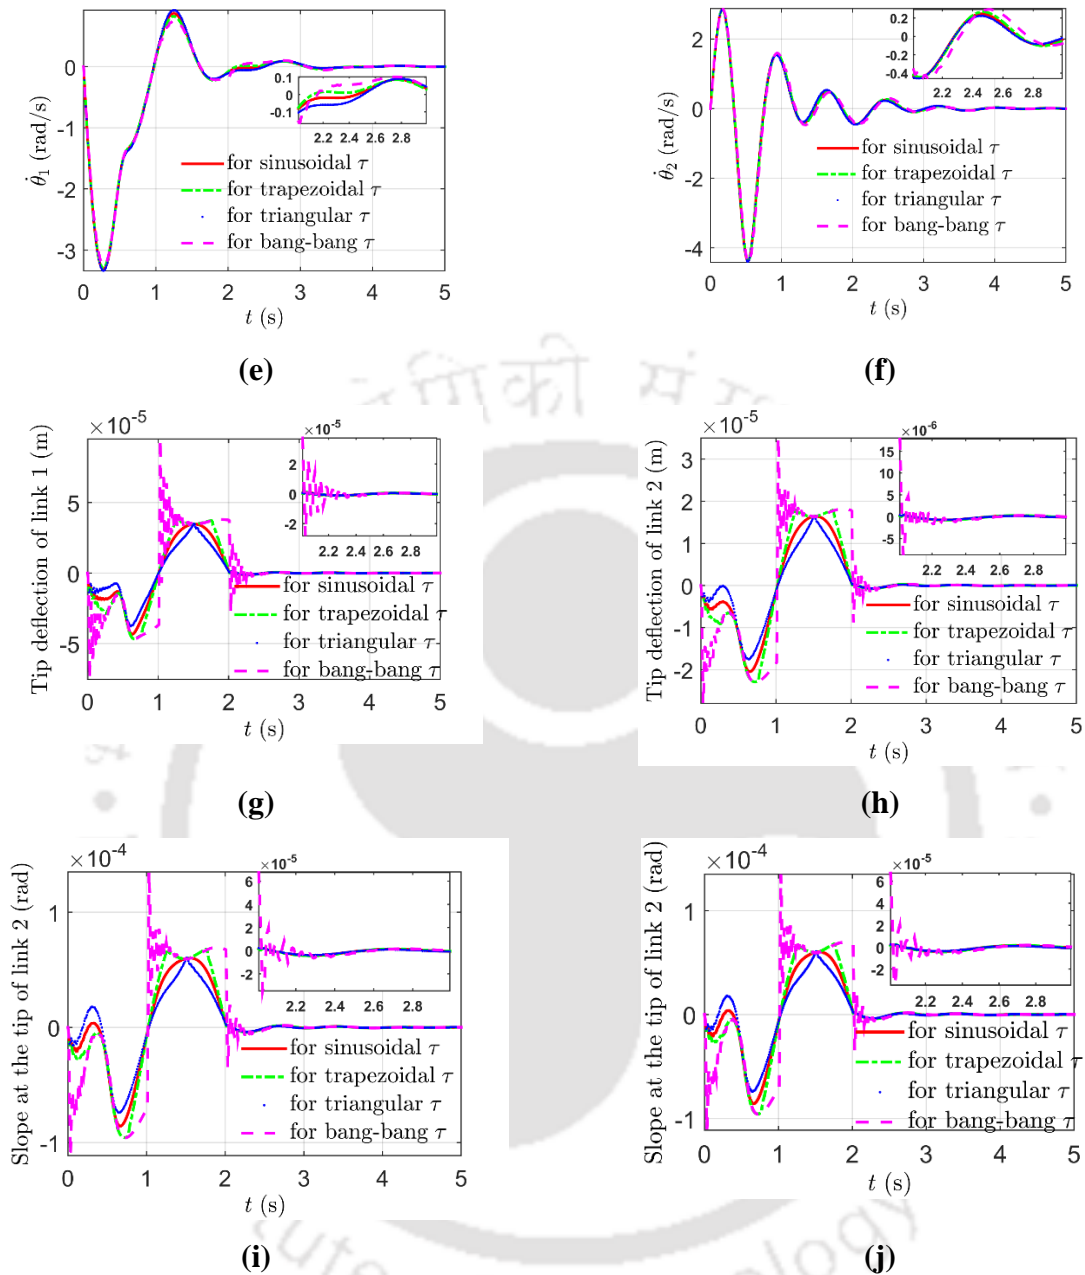 0
-1
-2
-3
0 1 2 3 4 5
0.1
0
-0.1
2.2 2.4 2.6 2.8
θ̇₁ (rad/s)
t (s)
for sinusoidal τ
for trapezoidal τ
for triangular τ
for bang-bang τ
(e)
2
0
-2
-4
0 1 2 3 4 5
0.2
0
-0.2
-0.4
2.2 2.4 2.6 2.8
θ̇₂ (rad/s)
t (s)
for sinusoidal τ
for trapezoidal τ
for triangular τ
for bang-bang τ
(f)
×10⁻⁵
5
0
-5
0 1 2 3 4 5
×10⁻⁵
2
0
-2
2.2 2.4 2.6 2.8
Tip deflection of link 1 (m)
t (s)
for sinusoidal τ
for trapezoidal τ
for triangular τ
for bang-bang τ
(g)
×10⁻⁵
3
2
1
0
-1
-2
0 1 2 3 4 5
×10⁻⁶
15
10
5
0
-5
2.2 2.4 2.6 2.8
Tip deflection of link 2 (m)
t (s)
for sinusoidal τ
for trapezoidal τ
for triangular τ
for bang-bang τ
(h)
×10⁻⁴
1
0
-1
0 1 2 3 4 5
×10⁻⁵
6
4
2
0
-2
2.2 2.4 2.6 2.8
Slope at the tip of link 2 (rad)
t (s)
for sinusoidal τ
for trapezoidal τ
for triangular τ
for bang-bang τ
(i)
×10⁻⁴
1
0
-1
0 1 2 3 4 5
×10⁻⁵
6
4
2
0
-2
2.2 2.4 2.6 2.8
Slope at the tip of link 2 (rad)
t (s)
for sinusoidal τ
for trapezoidal τ
for triangular τ
for bang-bang τ
(j)